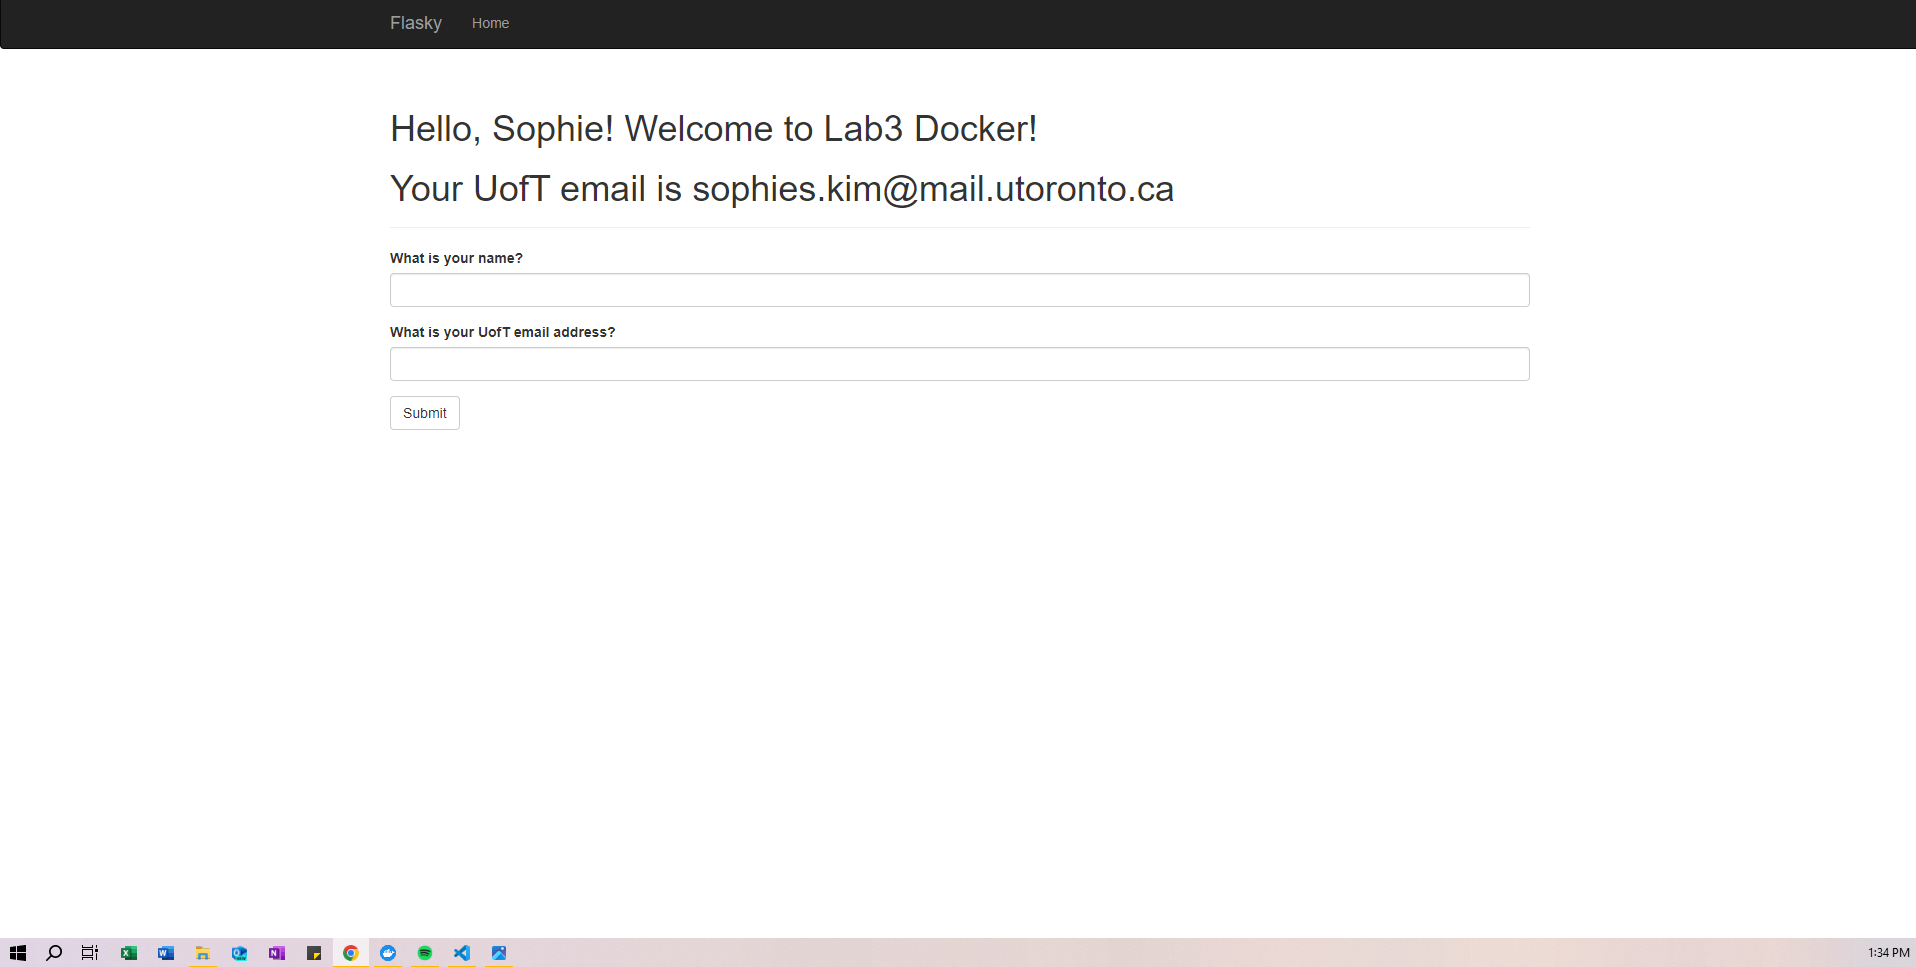 Flasky Home
Hello, Sophie! Welcome to Lab3 Docker!
Your UofT email is sophies.kim@mail.utoronto.ca
What is your name?
What is your UofT email address?
Submit
1:34 PM